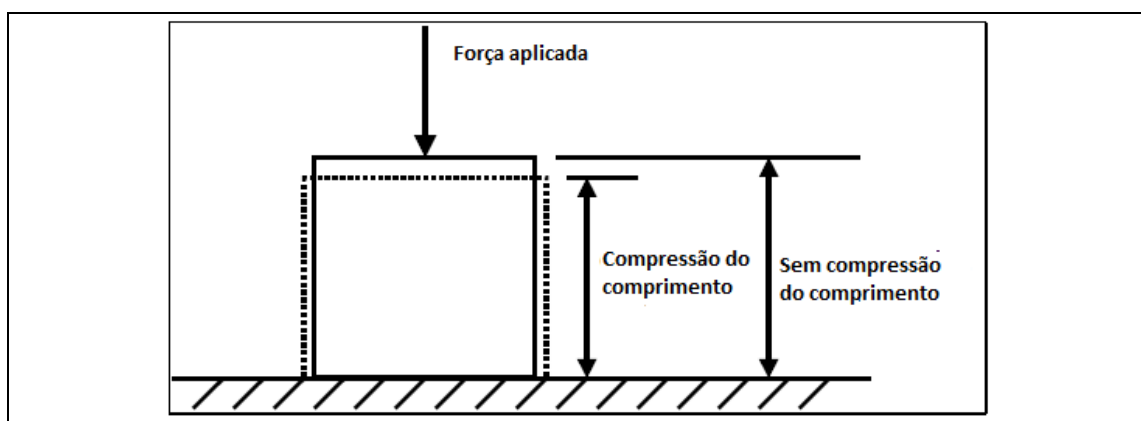 Força aplicada
Compressão do
comprimento
Sem compressão
do comprimento